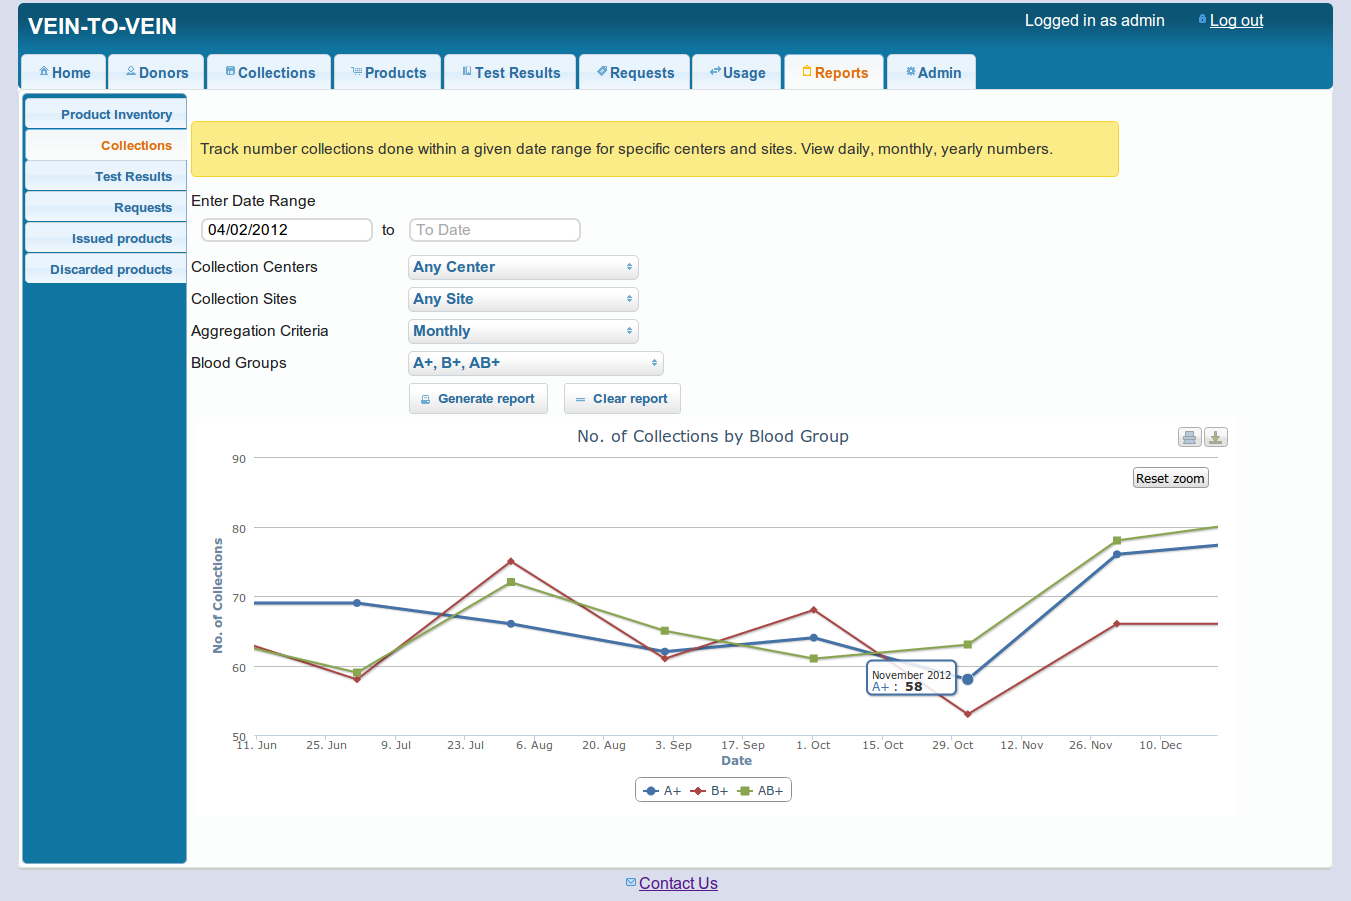 VEIN-TO-VEIN
Logged in as admin Log out
Home Donors Collections Products Test Results Requests Usage Reports Admin
Product Inventory
Collections
Test Results
Requests
Issued products
Discarded products
Track number collections done within a given date range for specific centers and sites. View daily, monthly, yearly numbers.
Enter Date Range
04/02/2012 to To Date
Collection Centers Any Center
Collection Sites Any Site
Aggregation Criteria Monthly
Blood Groups A+, B+, AB+
Generate report Clear report
No. of Collections by Blood Group
Reset zoom
No. of Collections
90
80
70
60
50
November 2012
A+ : 58
11. Jun 25. Jun 9. Jul 23. Jul 6. Aug 20. Aug 3. Sep 17. Sep 1. Oct 15. Oct 29. Oct 12. Nov 26. Nov 10. Dec
Date
A+ B+ AB+
Contact Us